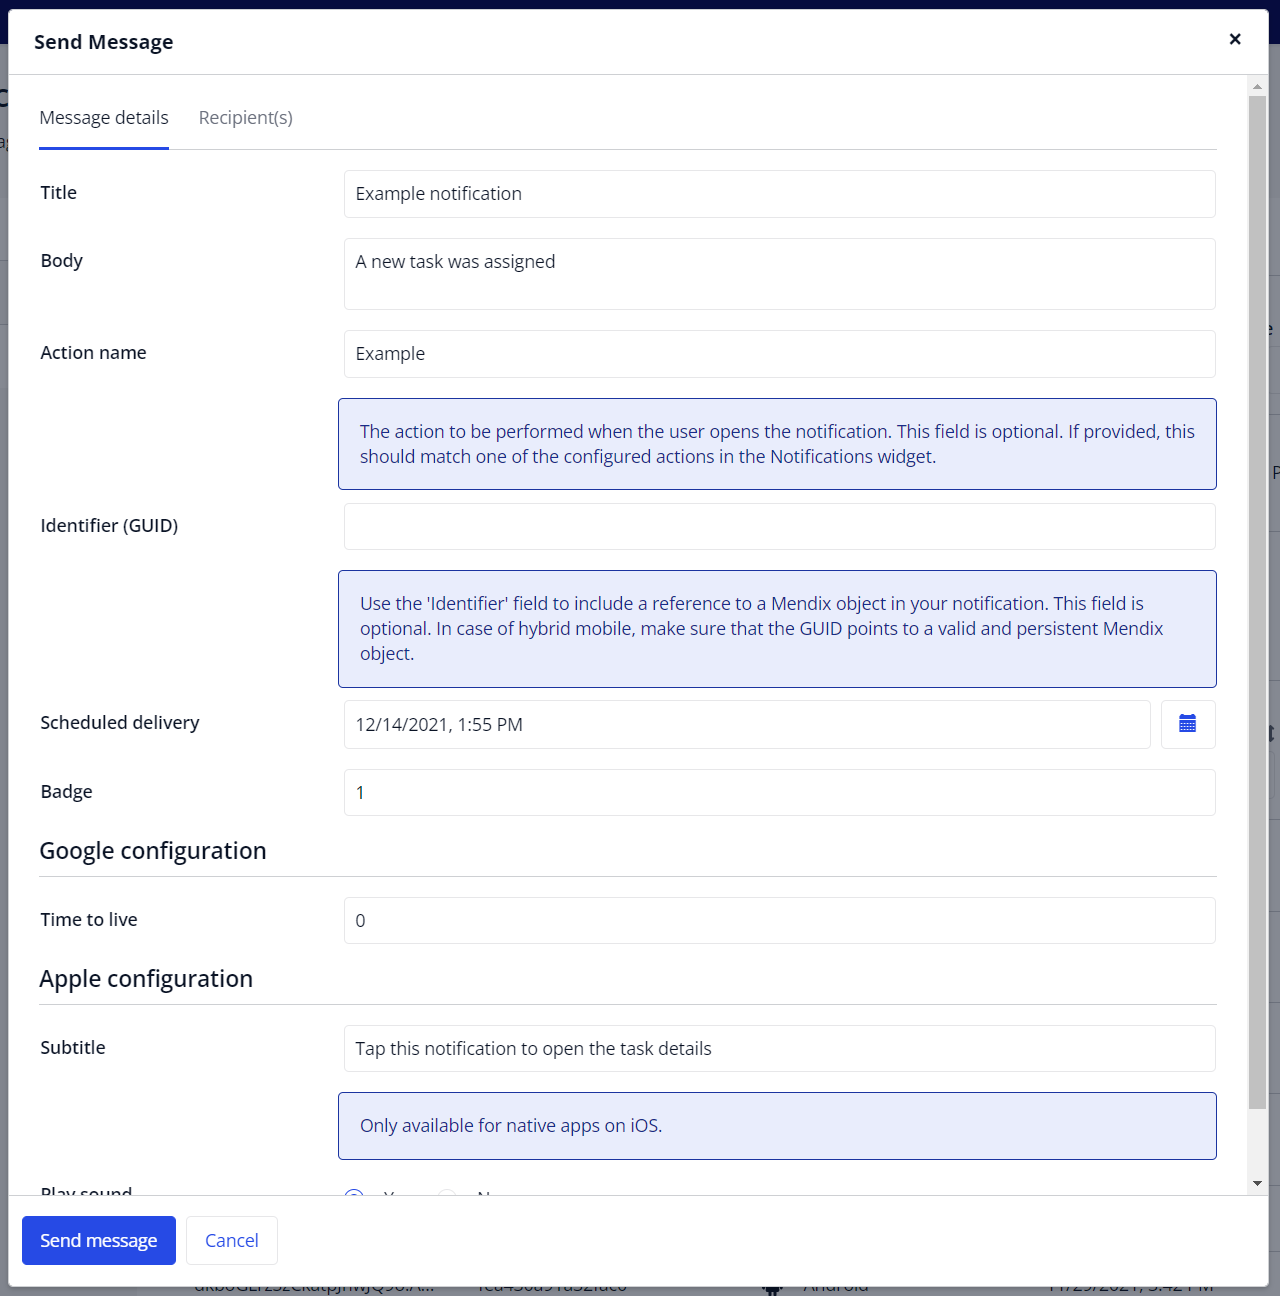 Send Message
×
Message details Recipient(s)
Title
Example notification
Body
A new task was assigned
Action name
Example
The action to be performed when the user opens the notification. This field is optional. If provided, this
should match one of the configured actions in the Notifications widget.
Identifier (GUID)
Use the 'Identifier' field to include a reference to a Mendix object in your notification. This field is
optional. In case of hybrid mobile, make sure that the GUID points to a valid and persistent Mendix
object.
Scheduled delivery
12/14/2021, 1:55 PM
Badge
1
Google configuration
Time to live
0
Apple configuration
Subtitle
Tap this notification to open the task details
Only available for native apps on iOS.
Play sound
Send message Cancel
Android